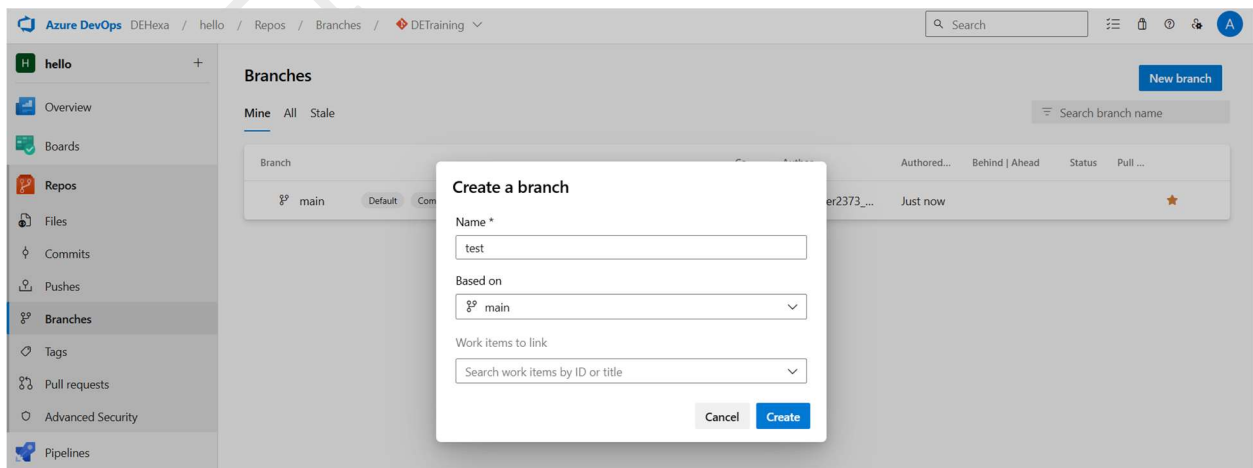 Azure DevOps DEHexa / hello / Repos / Branches / DETraining
Search
A
H hello +
Overview
Boards
Repos
Files
Commits
Pushes
Branches
Tags
Pull requests
Advanced Security
Pipelines
Branches
New branch
Mine All Stale
Search branch name
Branch Authored... Behind | Ahead Status Pull ...
main Default Com er2373_... Just now
Create a branch
Name *
test
Based on
main
Work items to link
Search work items by ID or title
Cancel Create